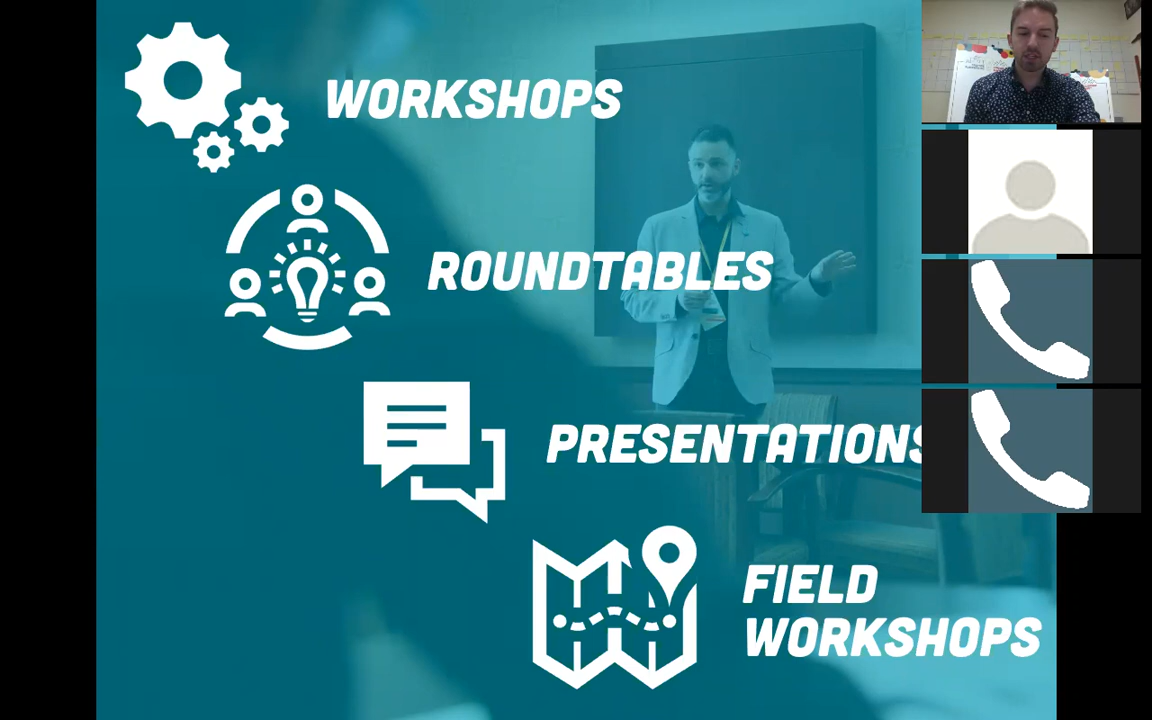 WORKSHOPS
ROUNDTABLES
PRESENTATIONS
FIELD
WORKSHOPS